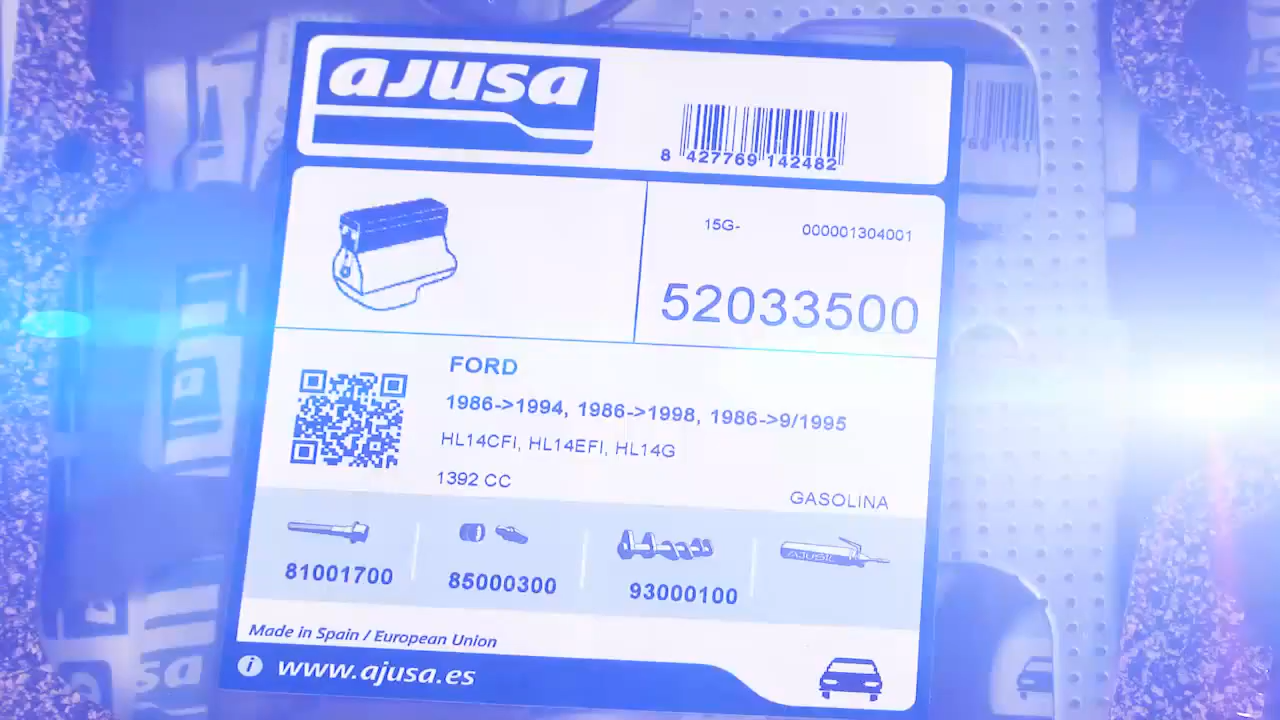 ajusa
8 427769 142482
15G- 000001304001
52033500
FORD
1986->1994, 1986->1998, 1986->9/1995
HL14CFI, HL14EFI, HL14G
1392 CC
GASOLINA
AJUSIL
81001700 85000300 93000100
Made in Spain / European Union
i www.ajusa.es